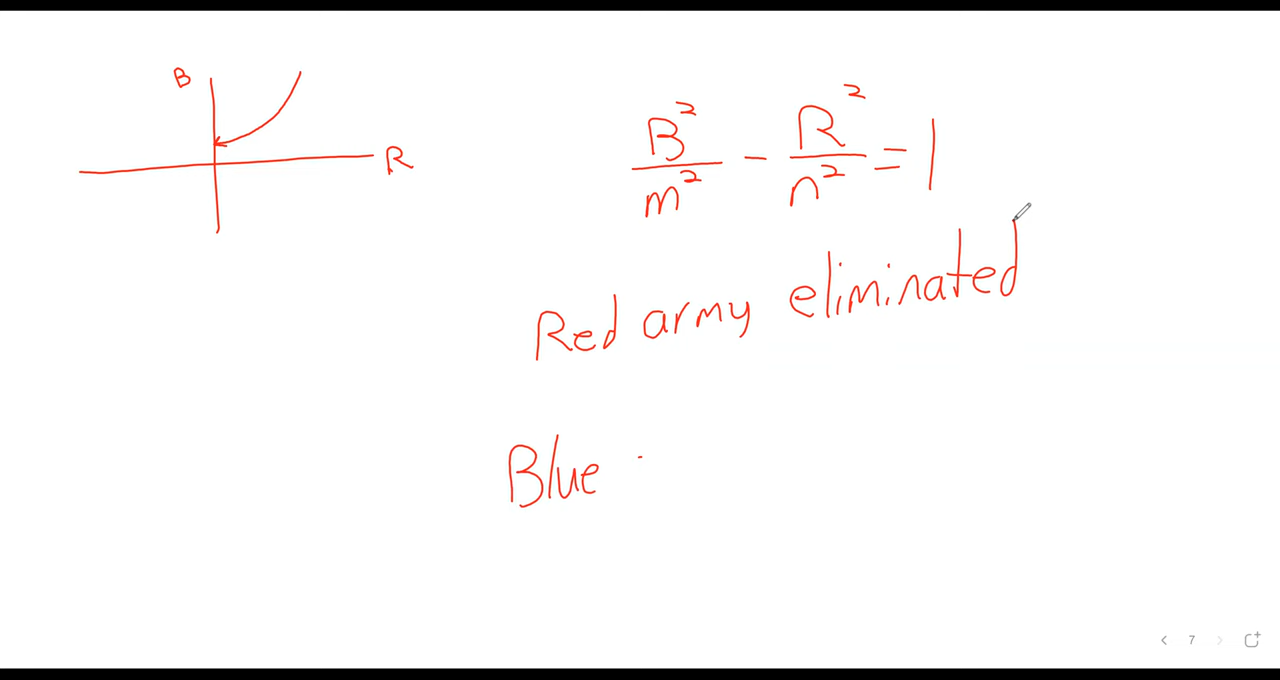 B
R
B²/m² - R²/n² = 1
Red army eliminated
Blue
7